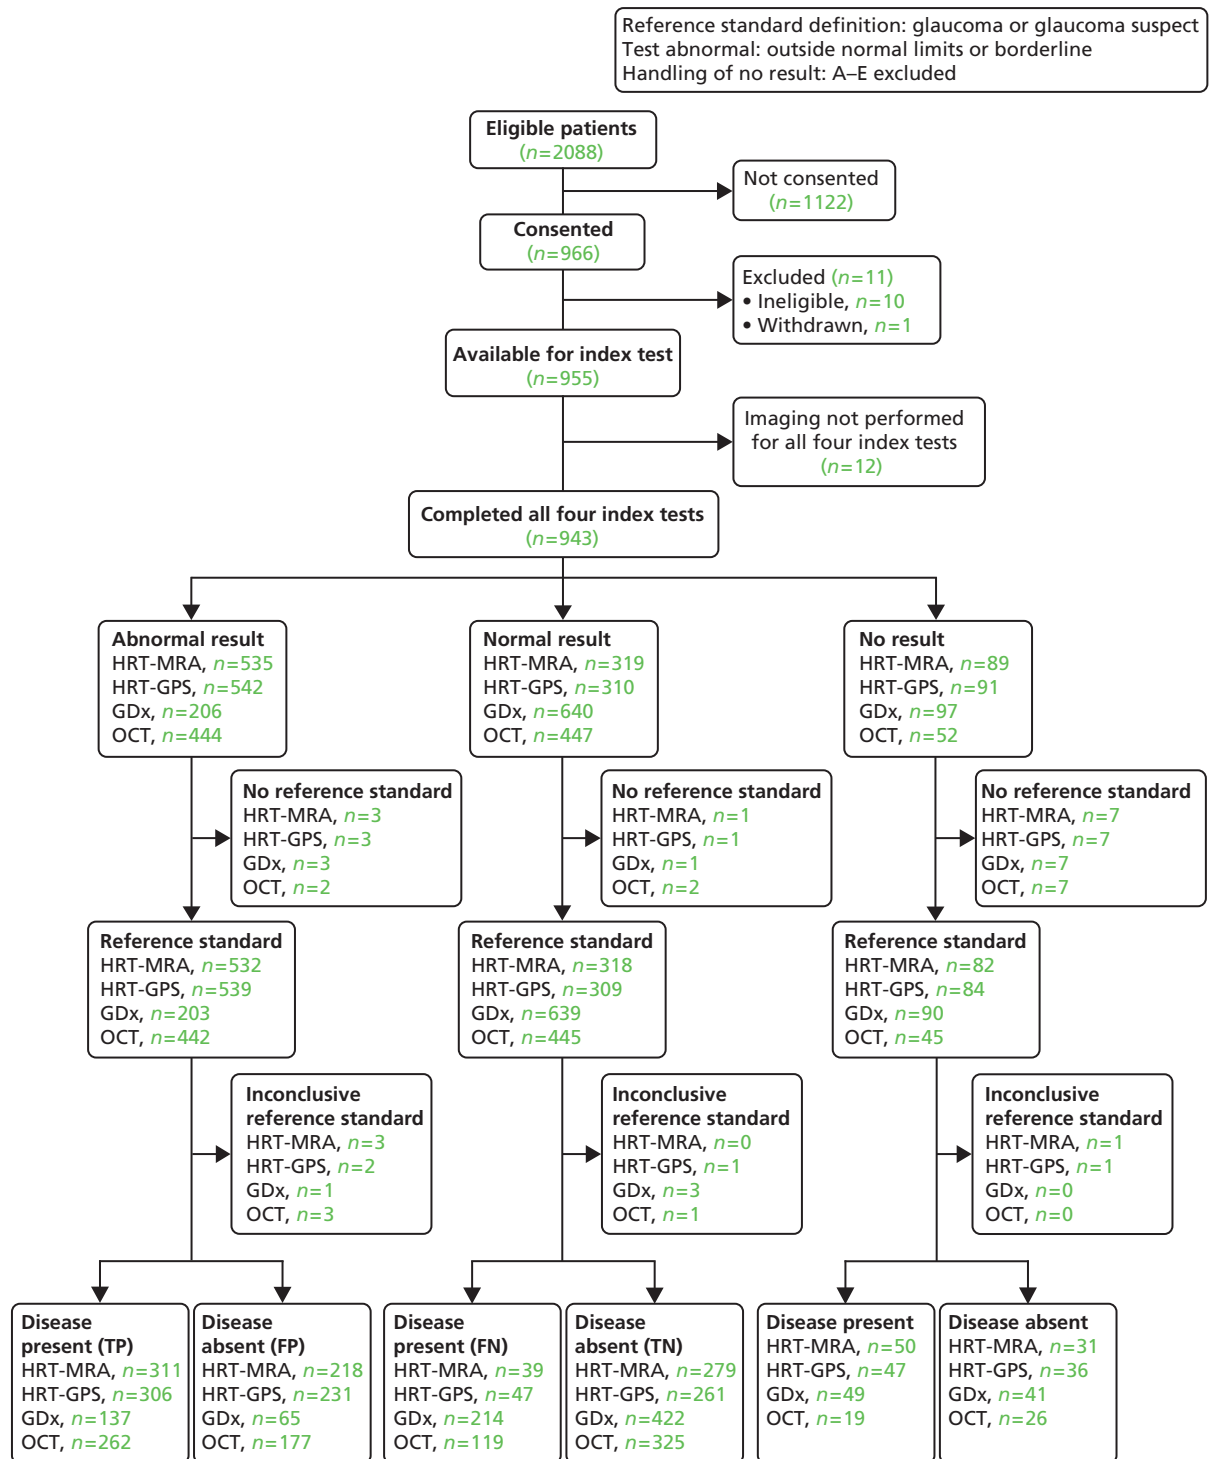 Reference standard definition: glaucoma or glaucoma suspect
Test abnormal: outside normal limits or borderline
Handling of no result: A–E excluded
Eligible patients
(n=2088)
Not consented
(n=1122)
Consented
(n=966)
Excluded (n=11)
• Ineligible, n=10
• Withdrawn, n=1
Available for index test
(n=955)
Imaging not performed
for all four index tests
(n=12)
Completed all four index tests
(n=943)
Abnormal result
HRT-MRA, n=535
HRT-GPS, n=542
GDx, n=206
OCT, n=444
Normal result
HRT-MRA, n=319
HRT-GPS, n=310
GDx, n=640
OCT, n=447
No result
HRT-MRA, n=89
HRT-GPS, n=91
GDx, n=97
OCT, n=52
No reference standard
HRT-MRA, n=3
HRT-GPS, n=3
GDx, n=3
OCT, n=2
No reference standard
HRT-MRA, n=1
HRT-GPS, n=1
GDx, n=1
OCT, n=2
No reference standard
HRT-MRA, n=7
HRT-GPS, n=7
GDx, n=7
OCT, n=7
Reference standard
HRT-MRA, n=532
HRT-GPS, n=539
GDx, n=203
OCT, n=442
Reference standard
HRT-MRA, n=318
HRT-GPS, n=309
GDx, n=639
OCT, n=445
Reference standard
HRT-MRA, n=82
HRT-GPS, n=84
GDx, n=90
OCT, n=45
Inconclusive
reference standard
HRT-MRA, n=3
HRT-GPS, n=2
GDx, n=1
OCT, n=3
Inconclusive
reference standard
HRT-MRA, n=0
HRT-GPS, n=1
GDx, n=3
OCT, n=1
Inconclusive
reference standard
HRT-MRA, n=1
HRT-GPS, n=1
GDx, n=0
OCT, n=0
Disease
present (TP)
HRT-MRA, n=311
HRT-GPS, n=306
GDx, n=137
OCT, n=262
Disease
absent (FP)
HRT-MRA, n=218
HRT-GPS, n=231
GDx, n=65
OCT, n=177
Disease
present (FN)
HRT-MRA, n=39
HRT-GPS, n=47
GDx, n=214
OCT, n=119
Disease
absent (TN)
HRT-MRA, n=279
HRT-GPS, n=261
GDx, n=422
OCT, n=325
Disease present
HRT-MRA, n=50
HRT-GPS, n=47
GDx, n=49
OCT, n=19
Disease absent
HRT-MRA, n=31
HRT-GPS, n=36
GDx, n=41
OCT, n=26